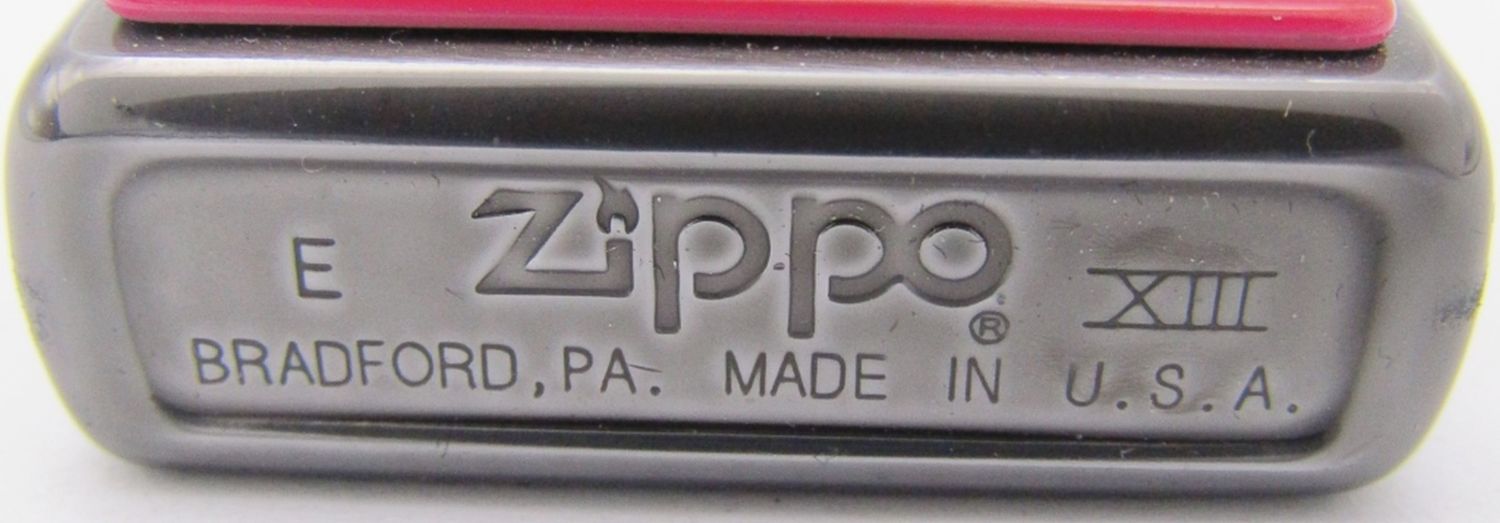 E Zippo® XIII
BRADFORD, PA. MADE IN U.S.A.